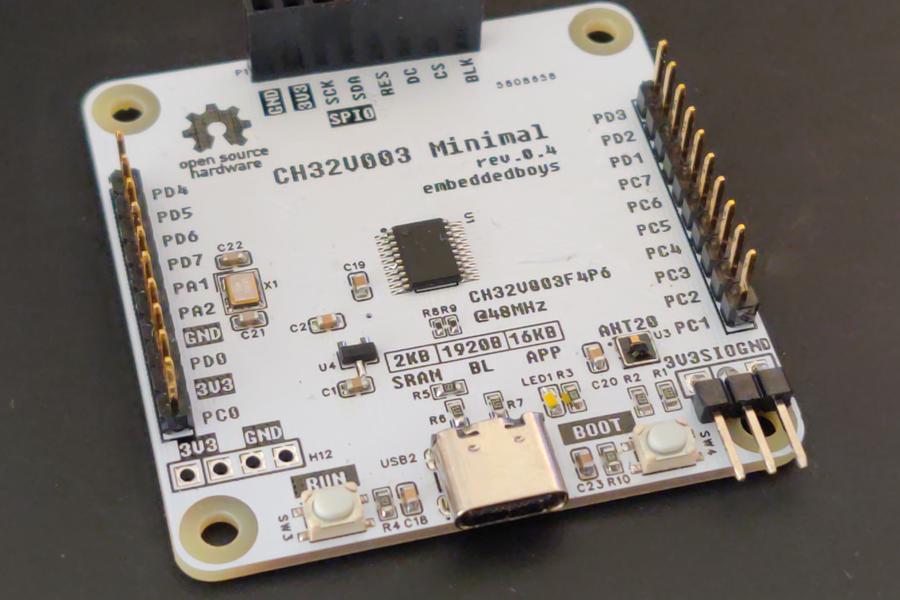 P1
GND
3V3
SCK
SDA
RES
DC
CS
BLK
SPI0
5808658
open source
hardware
CH32V003 Minimal
rev.0.4
embeddedboys
PD4
PD5
PD6
PD7
PA1
PA2
GND
PD0
3V3
PC0
PD3
PD2
PD1
PC7
PC6
PC5
PC4
PC3
PC2
PC1
C22
X1
C21
C19
C2
U4
C1
CH32V003F4P6
@48MHz
R8R9
2KB 1920B 16KB
SRAM BL APP
AHT20
U3
3V3SIOGND
C20
R2
R1
LED1
R3
R5
R6
R7
BOOT
SW4
C23
R10
3V3
GND
H12
USB2
RUN
SW3
R4
C18